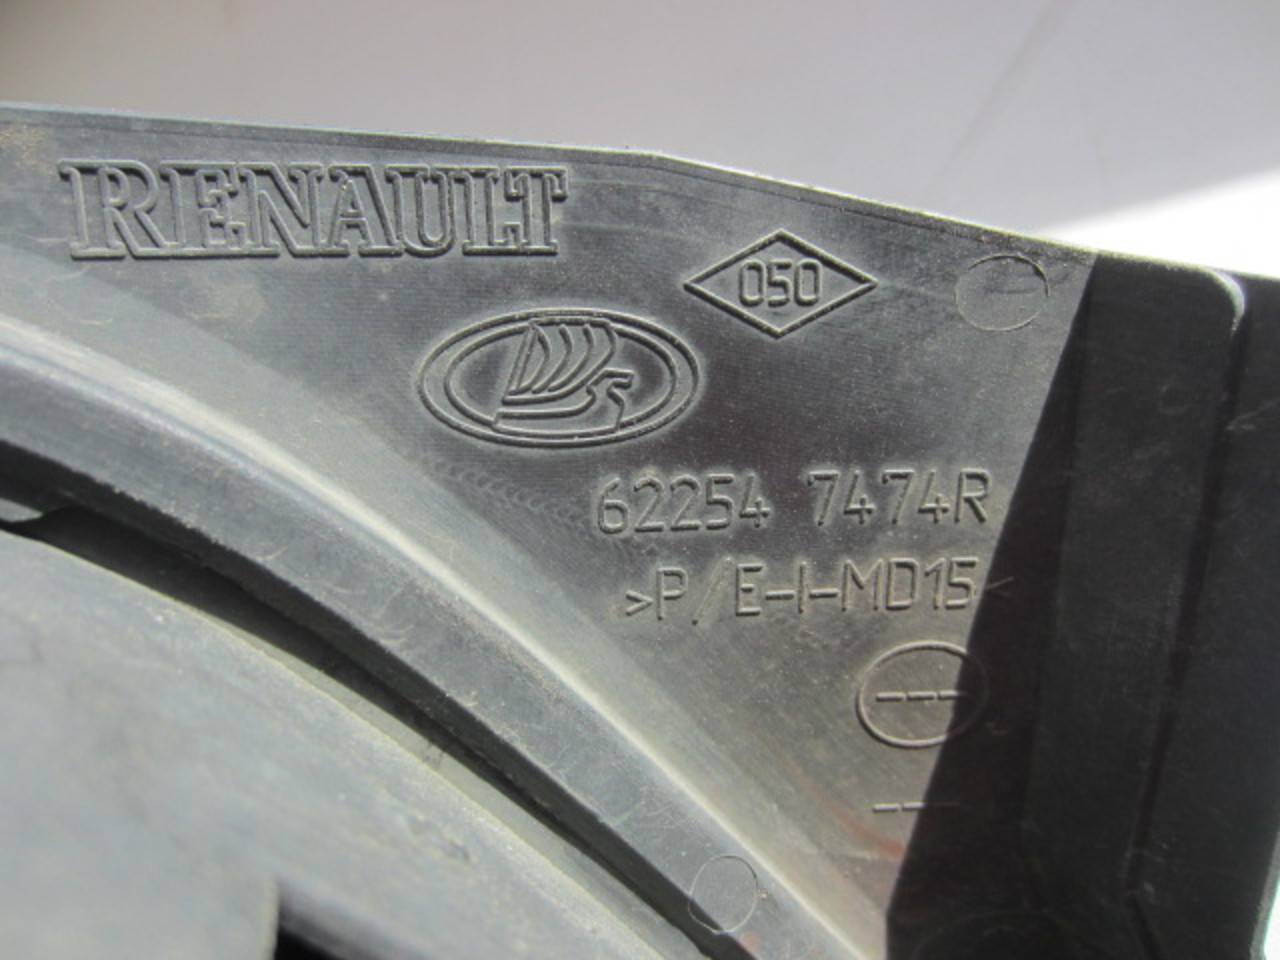 RENAULT
050
62254 7474R
>P/E-I-MD15<